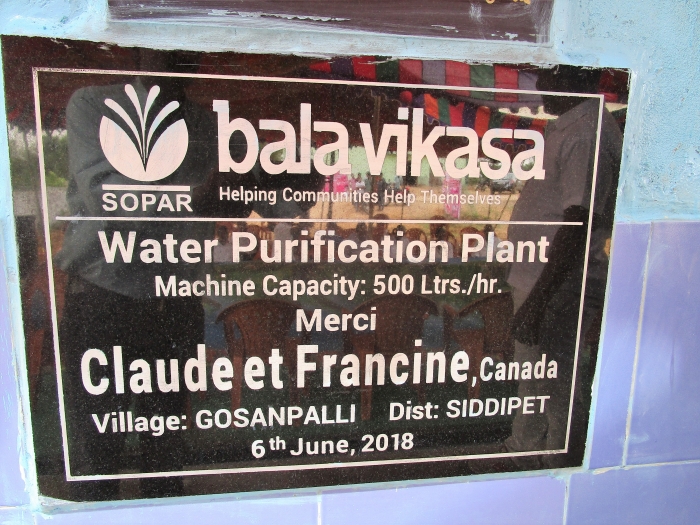 bala vikasa
SOPAR
Helping Communities Help Themselves
Water Purification Plant
Machine Capacity: 500 Ltrs./hr.
Merci
Claude et Francine, Canada
Village: GOSANPALLI Dist: SIDDIPET
6th June, 2018